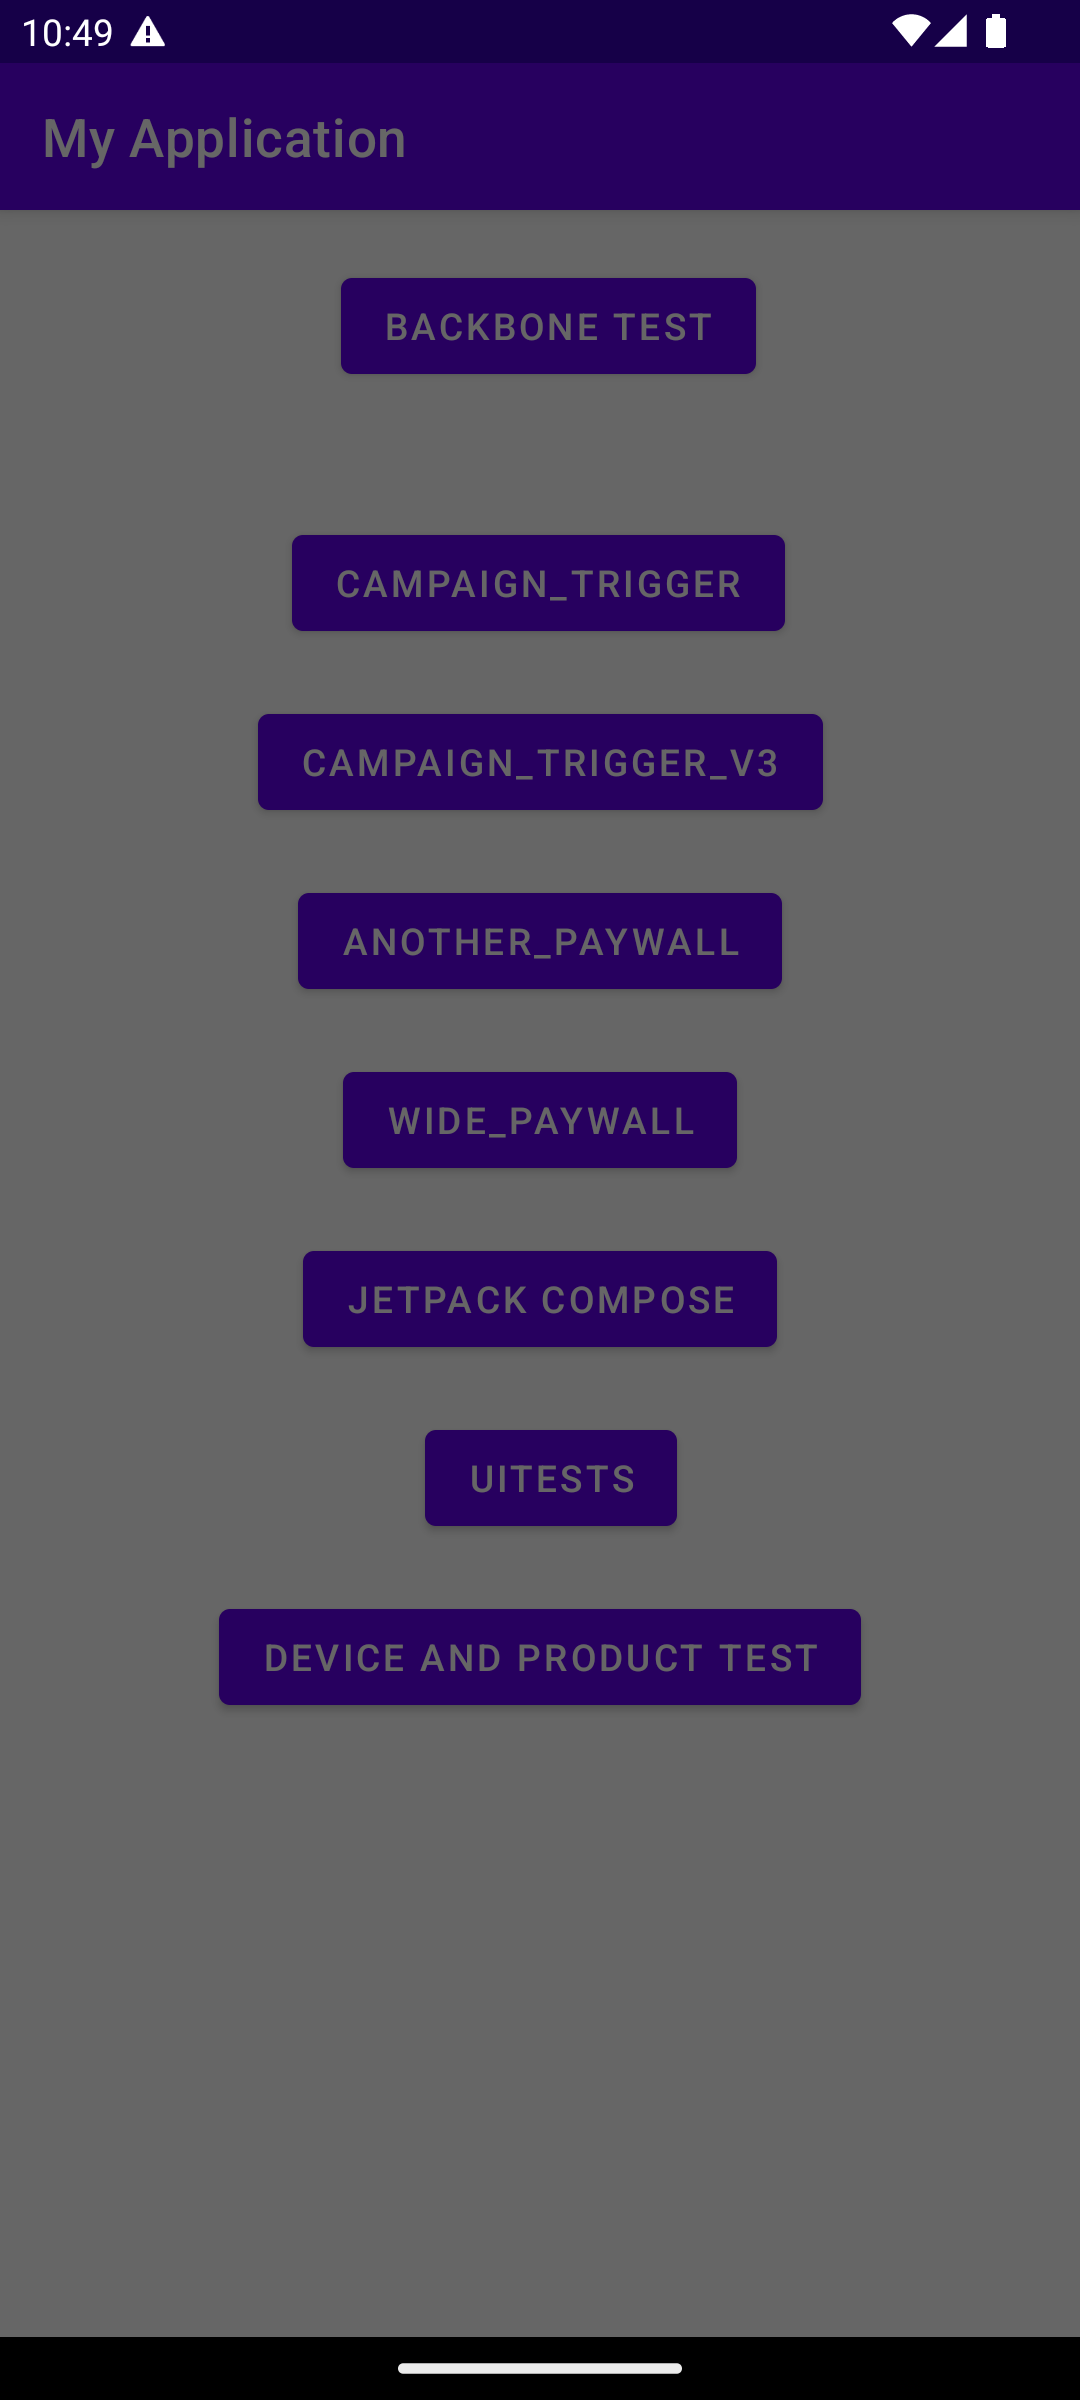 10:49
My Application
BACKBONE TEST
CAMPAIGN_TRIGGER
CAMPAIGN_TRIGGER_V3
ANOTHER_PAYWALL
WIDE_PAYWALL
JETPACK COMPOSE
UITESTS
DEVICE AND PRODUCT TEST